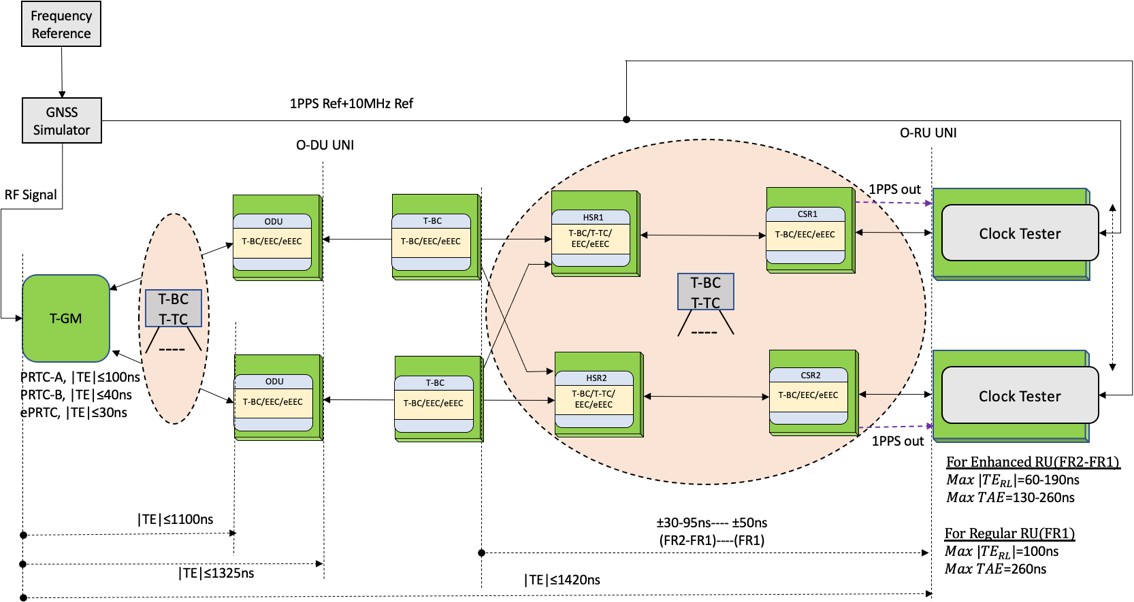 Frequency
Reference
GNSS
Simulator
1PPS Ref+10MHz Ref
O-DU UNI
O-RU UNI
RF Signal
1PPS out
ODU
T-BC/EEC/eEEC
T-BC
T-BC/EEC/eEEC
HSR1
T-BC/T-TC/
EEC/eEEC
CSR1
T-BC/EEC/eEEC
Clock Tester
T-GM
T-BC
T-TC
----
T-BC
T-TC
----
PRTC-A, |TE|≤100ns
PRTC-B, |TE|≤40ns
ePRTC, |TE|≤30ns
ODU
T-BC/EEC/eEEC
T-BC
T-BC/EEC/eEEC
HSR2
T-BC/T-TC/
EEC/eEEC
CSR2
T-BC/EEC/eEEC
Clock Tester
1PPS out
For Enhanced RU(FR2-FR1)
Max |TE_RL|=60-190ns
Max TAE=130-260ns
For Regular RU(FR1)
Max |TE_RL|=100ns
Max TAE=260ns
|TE|≤1100ns
±30-95ns---- ±50ns
(FR2-FR1)----(FR1)
|TE|≤1325ns
|TE|≤1420ns